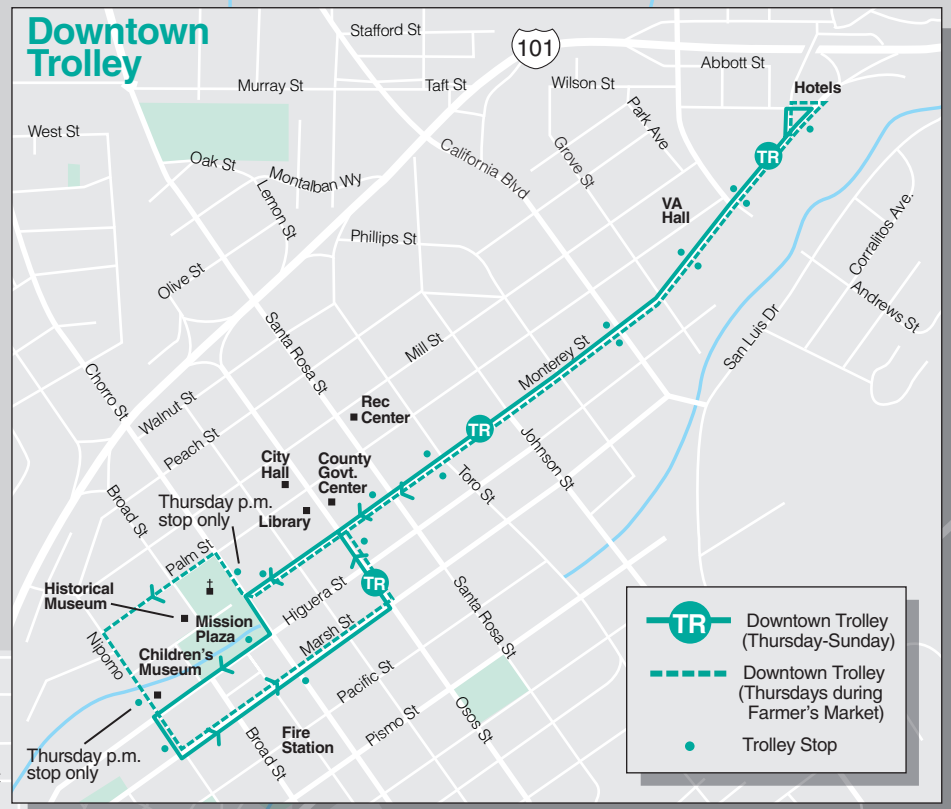 Downtown
Trolley
Stafford St
101
Abbott St
Murray St
Taft St
Wilson St
Hotels
Park Ave
West St
TR
Oak St
California Blvd
Grove St
Montalban Wy
Lemon St
VA
Hall
Corralitos Ave.
Phillips St
Olive St
Andrews St
Santa Rosa St
Mill St
San Luis Dr
Monterey St
Chorro St
Walnut St
Rec
Center
TR
Johnson St
Peach St
City
Hall
County
Govt.
Center
Toro St
Broad St
Thursday p.m.
stop only
Library
Palm St
TR
Historical
Museum
Higuera St
Santa Rosa St
Mission
Plaza
Marsh St
Nipomo
Children's
Museum
Pacific St
Osos St
Pismo St
Broad St
Fire
Station
Thursday p.m.
stop only
TR
Downtown Trolley
(Thursday-Sunday)
Downtown Trolley
(Thursdays during
Farmer's Market)
Trolley Stop